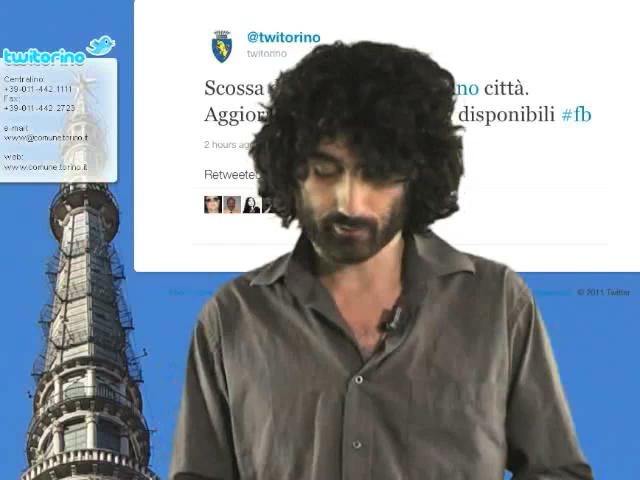 twitorino
Centralino:
+39-011-442.1111
Fax:
+39-011-442.2723
e-mail:
www@comune.torino.it
web:
www.comune.torino.it
@twitorino
twitorino
Scossa no città.
Aggior disponibili #fb
2 hours ago
Retweeted
© 2011 Twitter